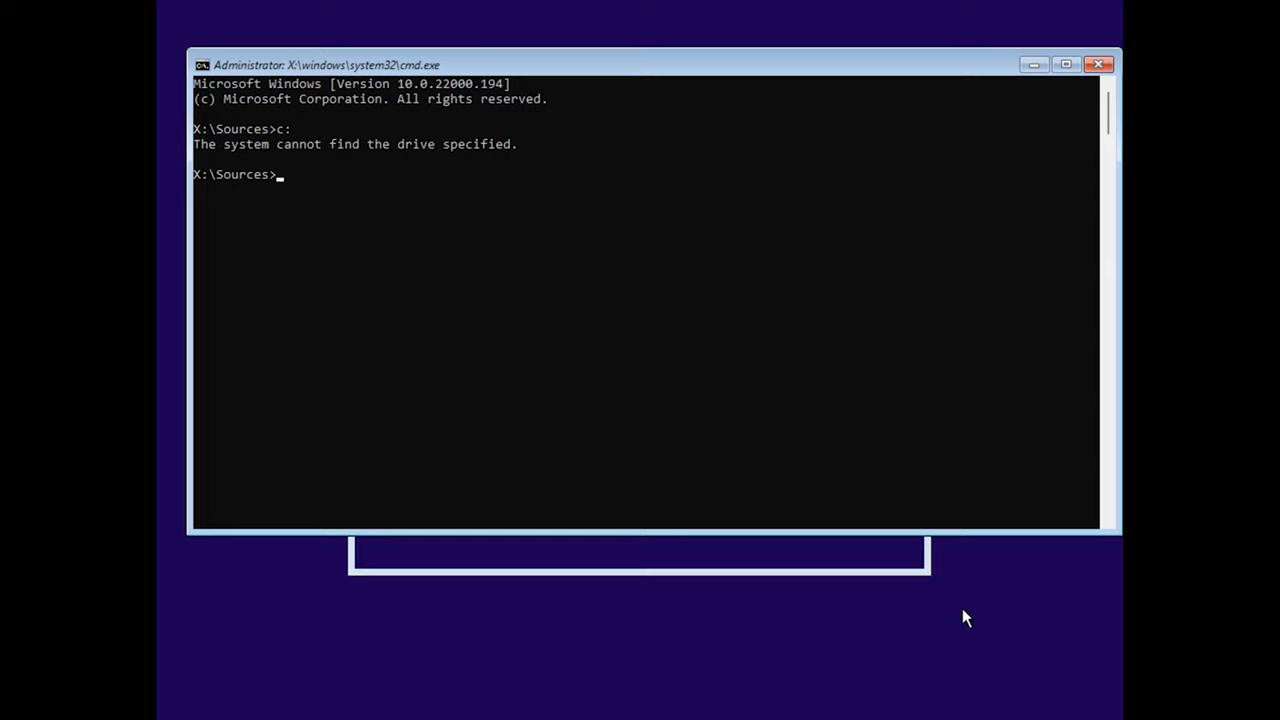 Administrator: X:\windows\system32\cmd.exe
Microsoft Windows [Version 10.0.22000.194]
(c) Microsoft Corporation. All rights reserved.
X:\Sources>c:
The system cannot find the drive specified.
X:\Sources>